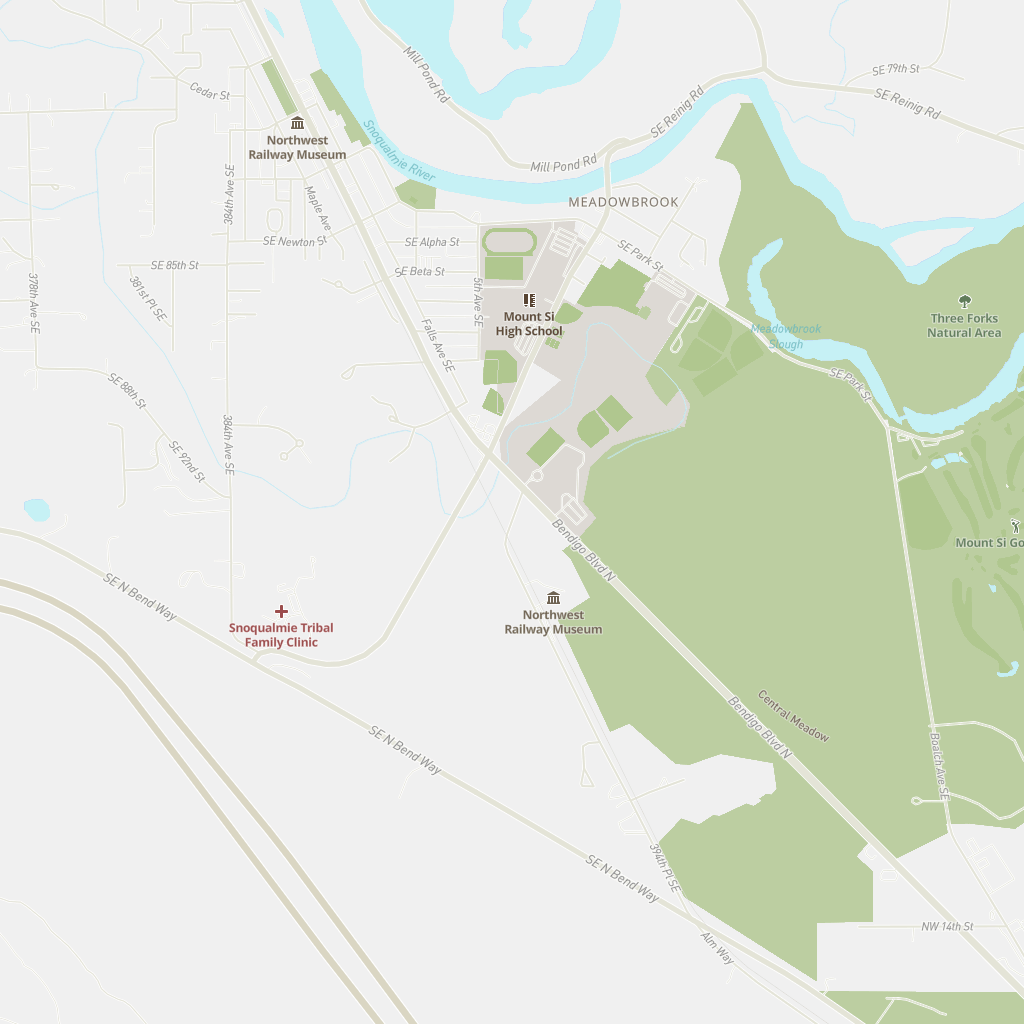 Mill Pond Rd
SE 79th St
SE Reinig Rd
Cedar St
SE Reinig Rd
Northwest
Railway Museum
Snoqualmie River
Mill Pond Rd
384th Ave SE
Maple Ave
MEADOWBROOK
SE Newton St
SE Alpha St
SE Park St
SE 85th St
SE Beta St
378th Ave SE
381st Pl SE
5th Ave SE
Mount Si
High School
Three Forks
Natural Area
Meadowbrook
Slough
Falls Ave SE
SE Park St
SE 88th St
384th Ave SE
SE 92nd St
Mount Si Go
Bendigo Blvd N
SE N Bend Way
Northwest
Railway Museum
Snoqualmie Tribal
Family Clinic
Central Meadow
Bendigo Blvd N
SE N Bend Way
Boalch Ave SE
394th Pl SE
SE N Bend Way
NW 14th St
Alm Way